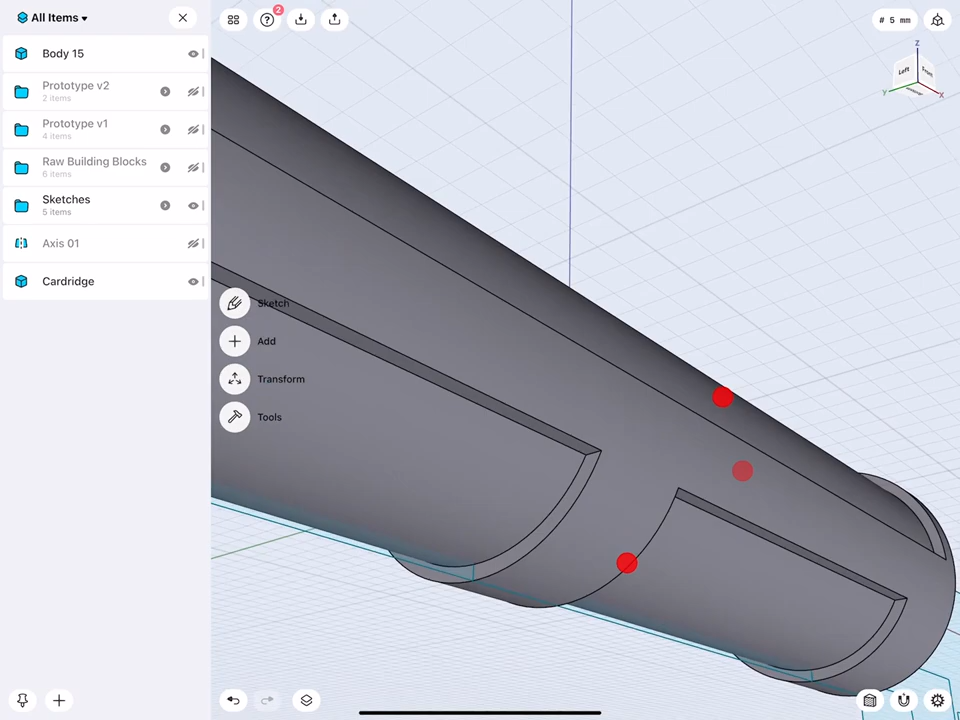 All Items
Body 15
Prototype v2
2 items
Prototype v1
4 items
Raw Building Blocks
6 items
Sketches
5 items
Axis 01
Cardridge
Sketch
Add
Transform
Tools
2
# 5 mm
Z
Left
Front
Y
X